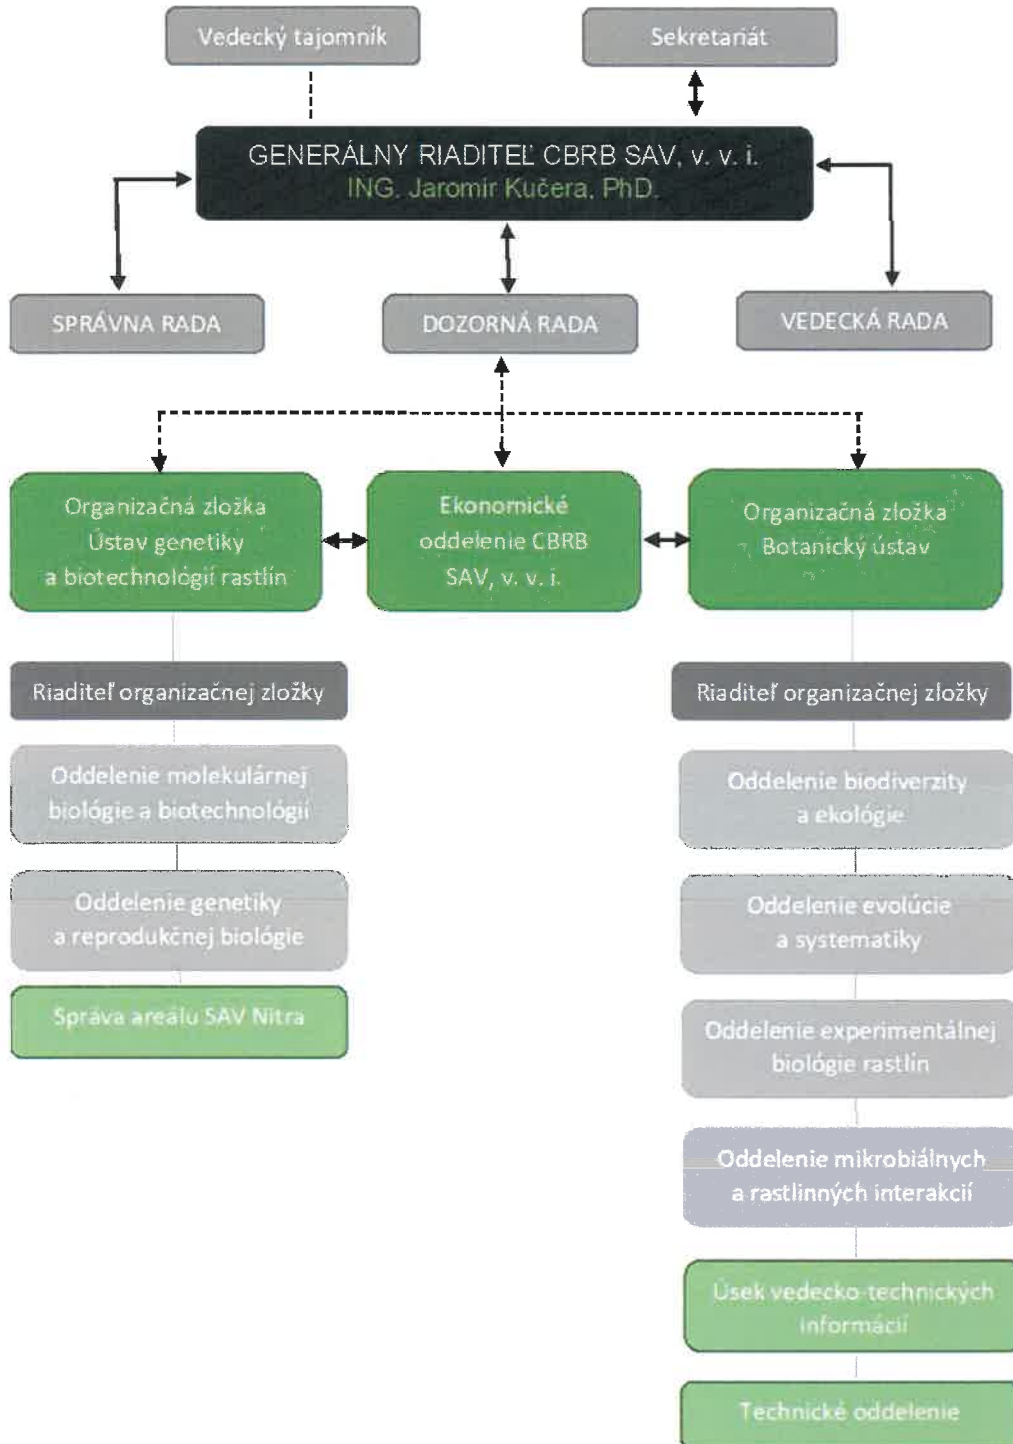 Vedecký tajomník
Sekretariát
GENERÁLNY RIADITEĽ CBRB SAV, v. v. i.
ING. Jaromír Kučera, PhD.
SPRÁVNA RADA
DOZORNÁ RADA
VEDECKÁ RADA
Organizačná zložka
Ústav genetiky
a biotechnológií rastlín
Ekonomické
oddelenie CBRB
SAV, v. v. i.
Organizačná zložka
Botanický ústav
Riaditeľ organizačnej zložky
Oddelenie molekulárnej
biológie a biotechnológií
Oddelenie genetiky
a reprodukčnej biológie
Správa areálu SAV Nitra
Riaditeľ organizačnej zložky
Oddelenie biodiverzity
a ekológie
Oddelenie evolúcie
a systematiky
Oddelenie experimentálnej
biológie rastlín
Oddelenie mikrobiálnych
a rastlinných interakcií
Úsek vedecko-technických
informácií
Technické oddelenie